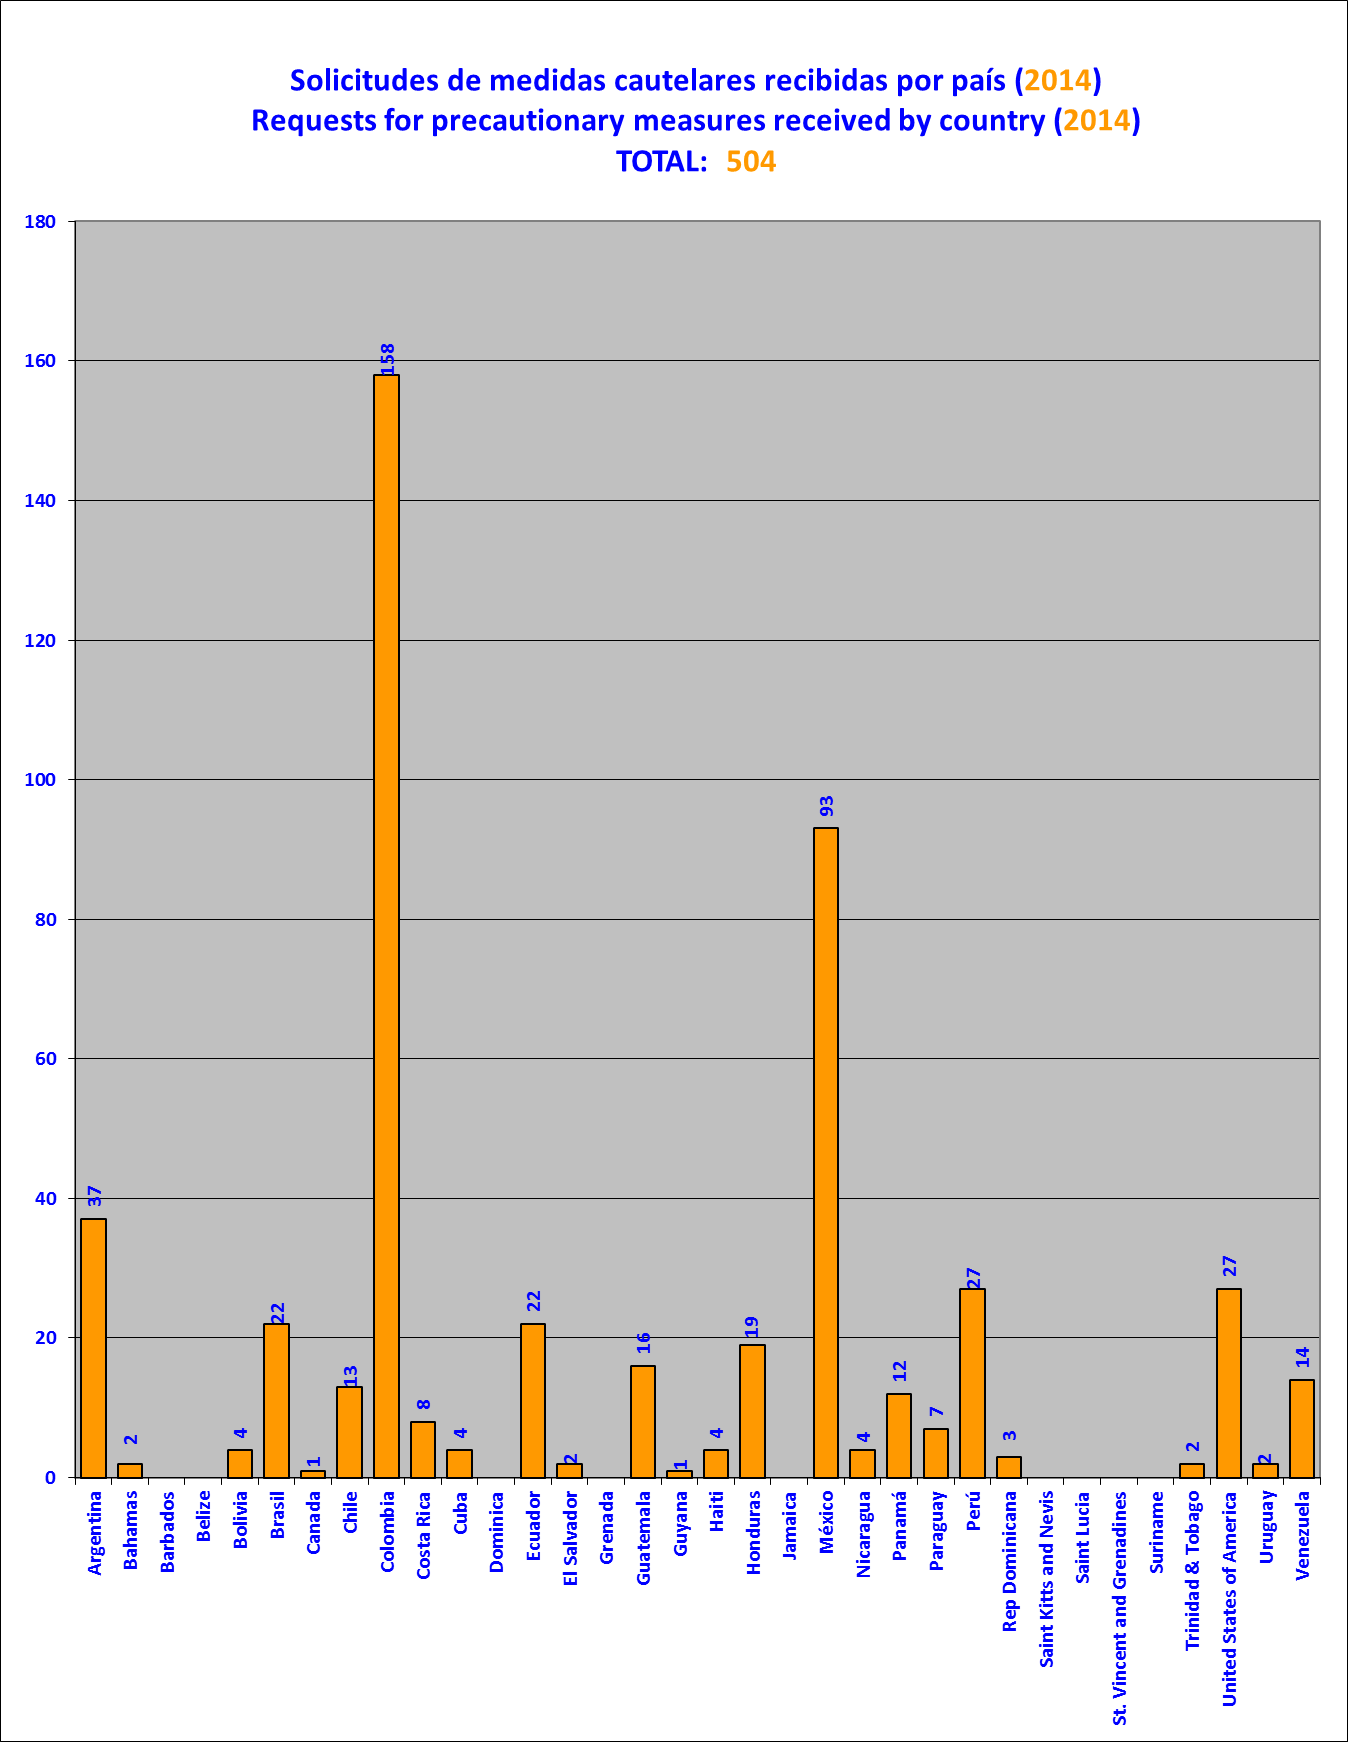 Solicitudes de medidas cautelares recibidas por país (2014)
Requests for precautionary measures received by country (2014)
TOTAL: 504
180
160
140
120
100
80
60
40
20
0
37
2
4
22
1
13
158
8
4
22
2
16
1
4
19
93
4
12
7
27
3
2
27
2
14
Argentina
Bahamas
Barbados
Belize
Bolivia
Brasil
Canada
Chile
Colombia
Costa Rica
Cuba
Dominica
Ecuador
El Salvador
Grenada
Guatemala
Guyana
Haiti
Honduras
Jamaica
México
Nicaragua
Panamá
Paraguay
Perú
Rep Dominicana
Saint Kitts and Nevis
Saint Lucia
St. Vincent and Grenadines
Suriname
Trinidad & Tobago
United States of America
Uruguay
Venezuela